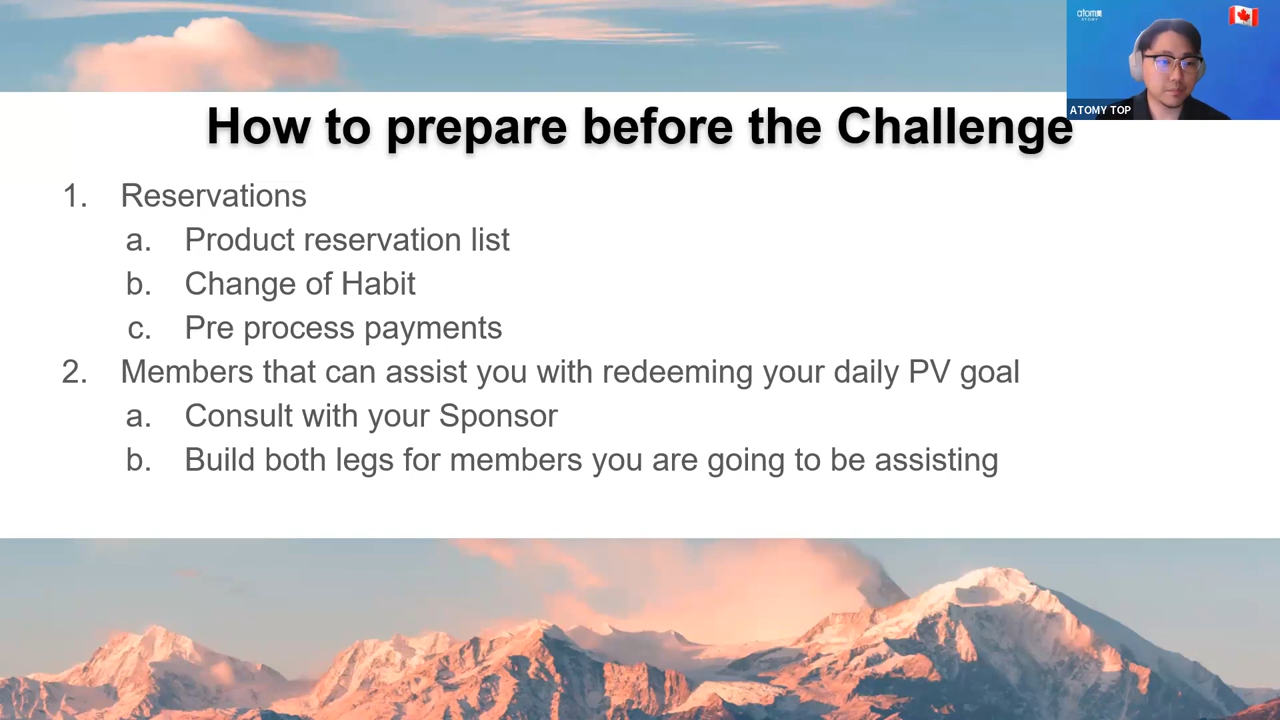 atomy
How to prepare before the Challenge
ATOMY TOP
1. Reservations
a. Product reservation list
b. Change of Habit
c. Pre process payments
2. Members that can assist you with redeeming your daily PV goal
a. Consult with your Sponsor
b. Build both legs for members you are going to be assisting